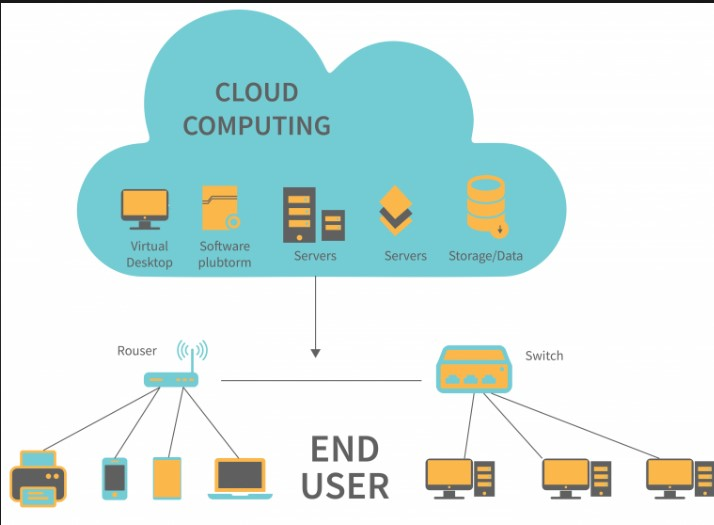 CLOUD
COMPUTING
Virtual
Desktop
Software
plubtorm
Servers
Servers
Storage/Data
Rouser
Switch
END
USER